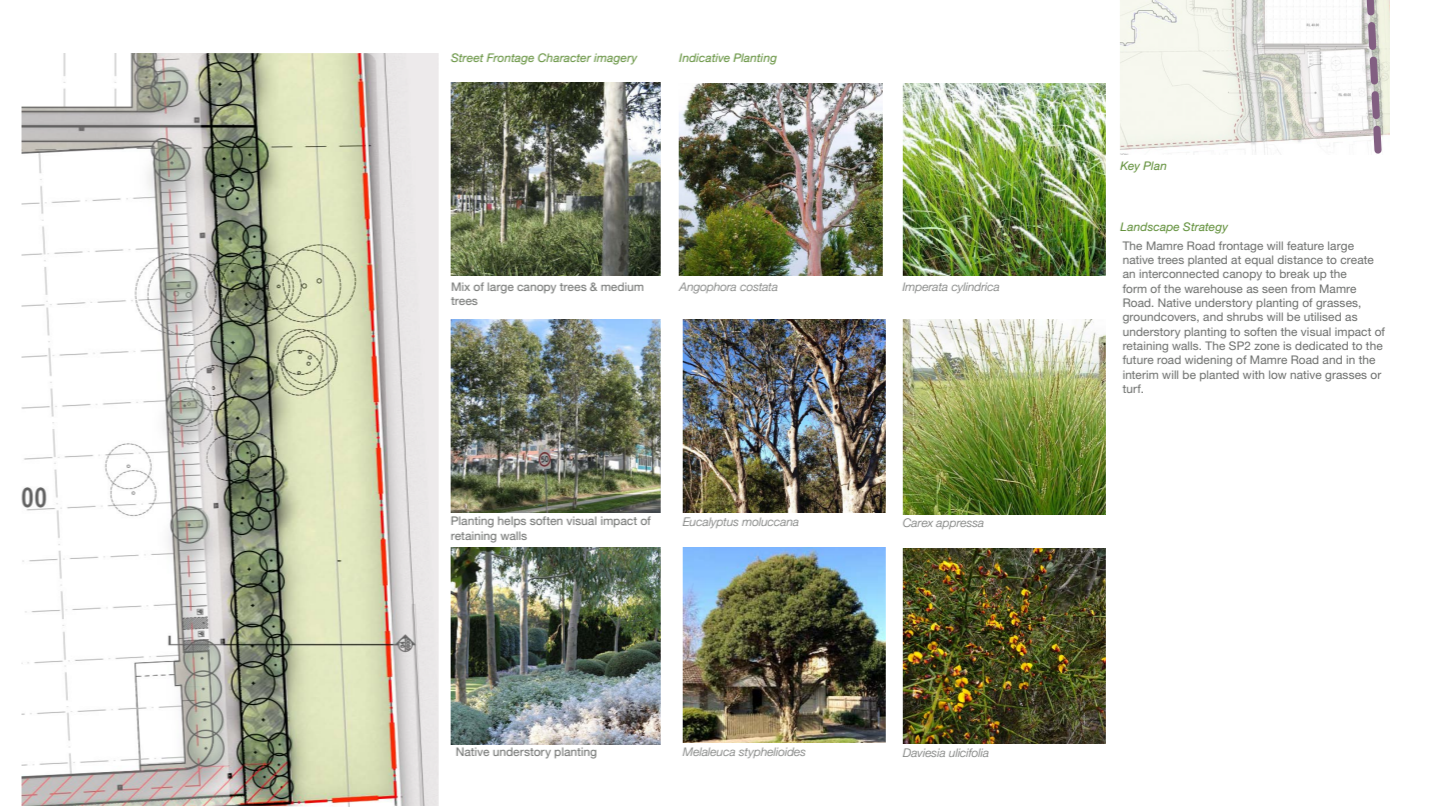 Street Frontage Character imagery
Indicative Planting
Mix of large canopy trees & medium
trees
Angophora costata
Imperata cylindrica
Planting helps soften visual impact of
retaining walls
Eucalyptus moluccana
Carex appressa
Native understory planting
Melaleuca styphelioides
Daviesia ulicifolia
00
Key Plan
Landscape Strategy
The Mamre Road frontage will feature large
native trees planted at equal distance to create
an interconnected canopy to break up the
form of the warehouse as seen from Mamre
Road. Native understory planting of grasses,
groundcovers, and shrubs will be utilised as
understory planting to soften the visual impact of
retaining walls. The SP2 zone is dedicated to the
future road widening of Mamre Road and in the
interim will be planted with low native grasses or
turf.